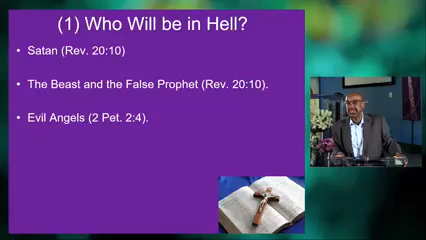 (1) Who Will be in Hell?
• Satan (Rev. 20:10)
• The Beast and the False Prophet (Rev. 20:10).
• Evil Angels (2 Pet. 2:4).